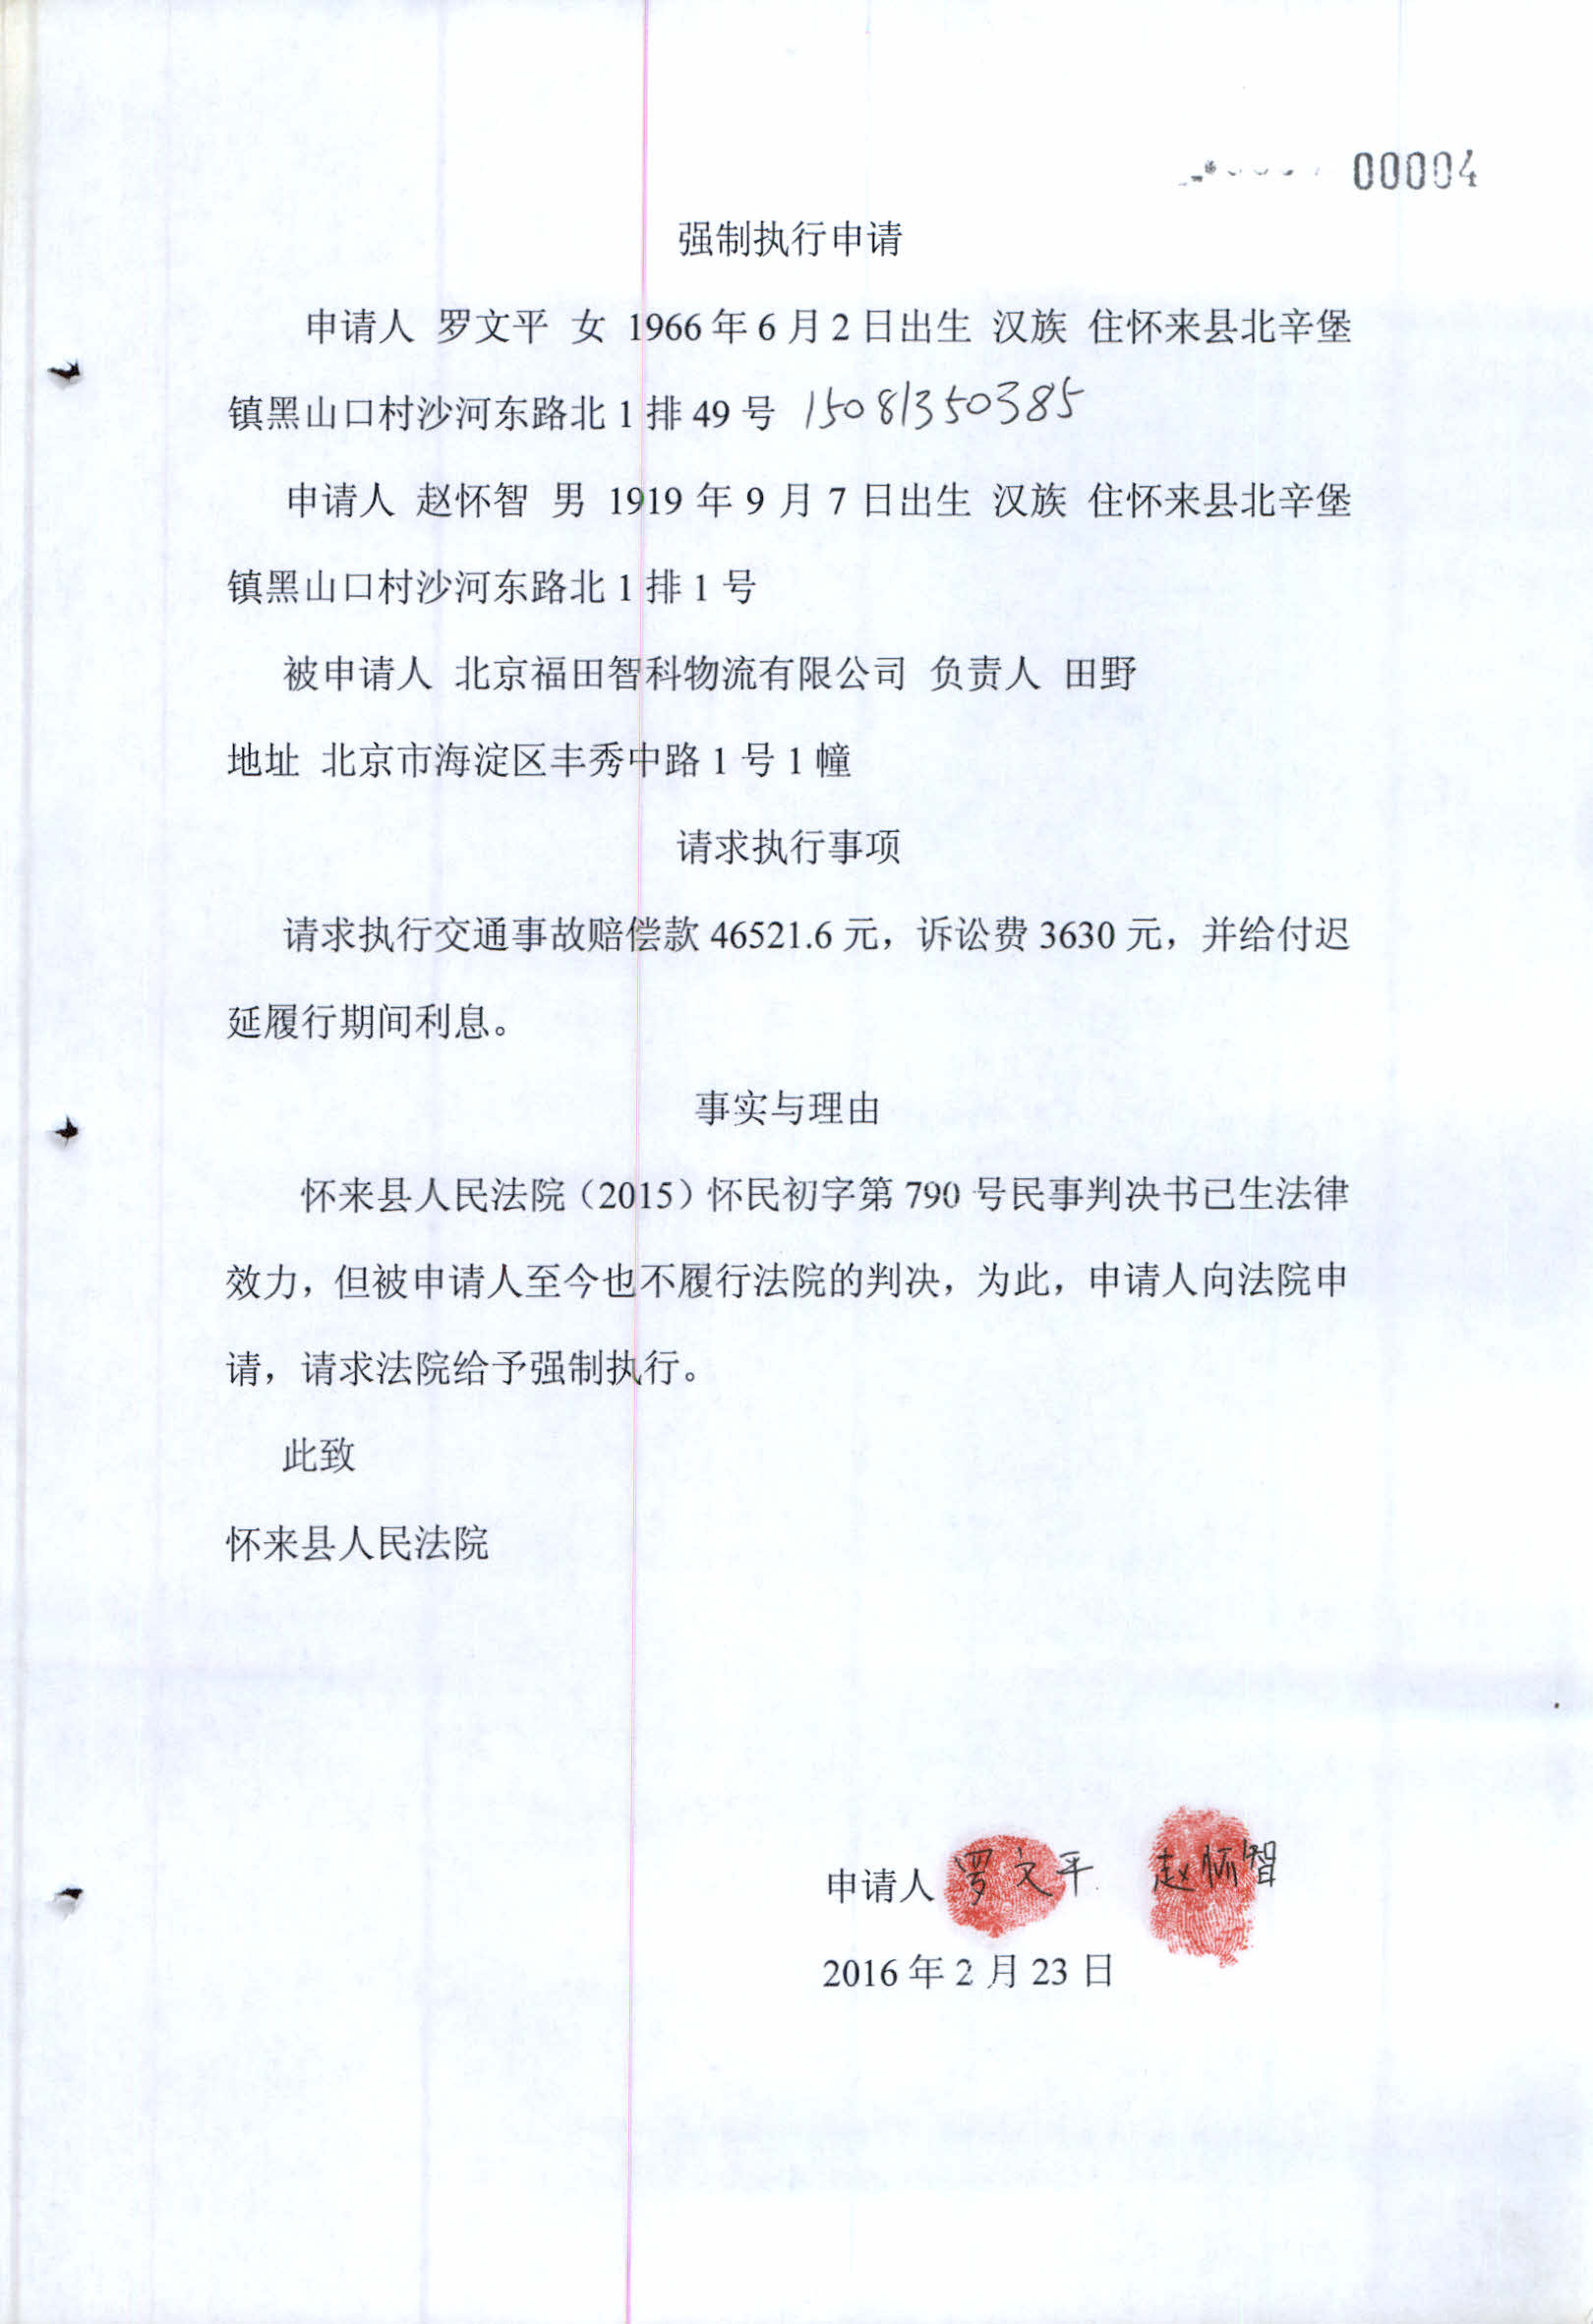 00004
强制执行申请
申请人 罗文平 女 1966年6月2日出生 汉族 住怀来县北辛堡
镇黑山口村沙河东路北1排49号 15081350385
申请人 赵怀智 男 1919年9月7日出生 汉族 住怀来县北辛堡
镇黑山口村沙河东路北1排1号
被申请人 北京福田智科物流有限公司 负责人 田野
地址 北京市海淀区丰秀中路1号1幢
请求执行事项
请求执行交通事故赔偿款46521.6元，诉讼费3630元，并给付迟
延履行期间利息。
事实与理由
怀来县人民法院（2015）怀民初字第790号民事判决书已生法律
效力，但被申请人至今也不履行法院的判决，为此，申请人向法院申
请，请求法院给予强制执行。
此致
怀来县人民法院
申请人 罗文平 赵怀智
2016年2月23日